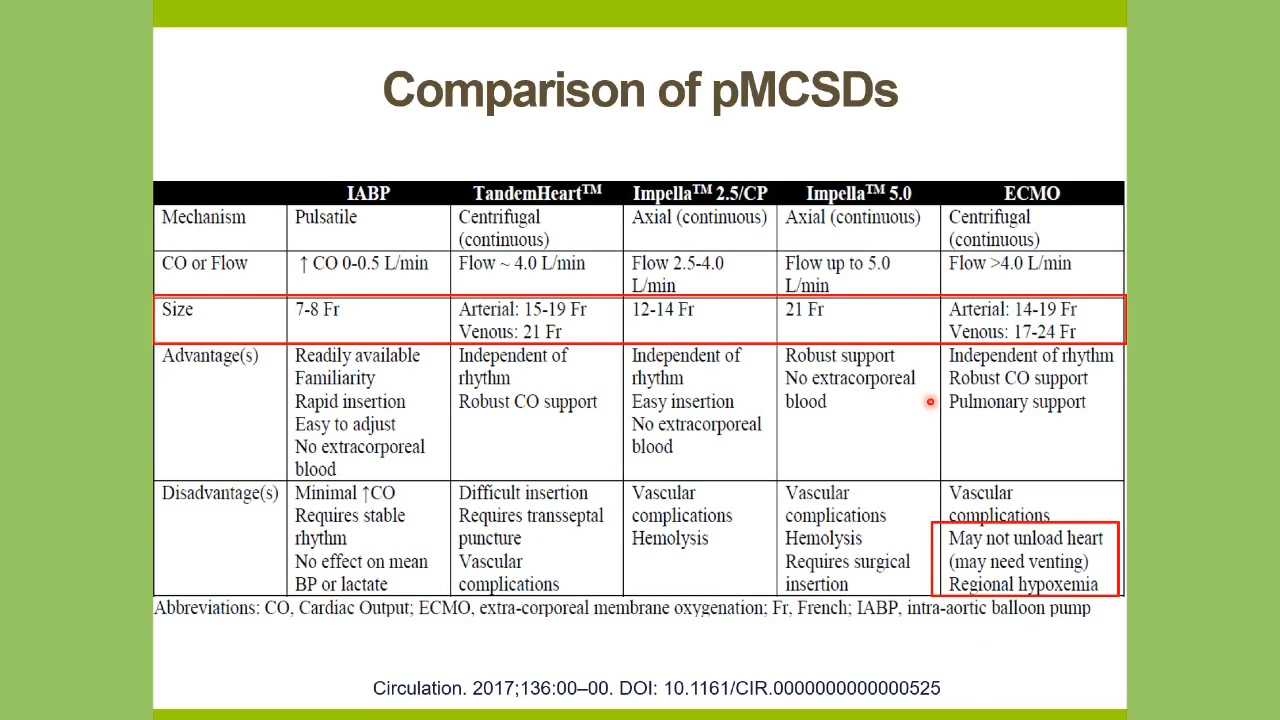 Comparison of pMCSDs
IABP TandemHeart™ Impella™ 2.5/CP Impella™ 5.0 ECMO
Mechanism Pulsatile Centrifugal Axial (continuous) Axial (continuous) Centrifugal
(continuous) (continuous)
CO or Flow ↑ CO 0-0.5 L/min Flow ~ 4.0 L/min Flow 2.5-4.0 Flow up to 5.0 Flow >4.0 L/min
L/min L/min
Size 7-8 Fr Arterial: 15-19 Fr 12-14 Fr 21 Fr Arterial: 14-19 Fr
Venous: 21 Fr Venous: 17-24 Fr
Advantage(s) Readily available Independent of Independent of Robust support Independent of rhythm
Familiarity rhythm rhythm No extracorporeal Robust CO support
Rapid insertion Robust CO support Easy insertion blood Pulmonary support
Easy to adjust No extracorporeal
No extracorporeal blood
blood
Disadvantage(s) Minimal ↑CO Difficult insertion Vascular Vascular Vascular
Requires stable Requires transseptal complications complications complications
rhythm puncture Hemolysis Hemolysis May not unload heart
No effect on mean Vascular Requires surgical (may need venting)
BP or lactate complications insertion Regional hypoxemia
Abbreviations: CO, Cardiac Output; ECMO, extra-corporeal membrane oxygenation; Fr, French; IABP, intra-aortic balloon pump
Circulation. 2017;136:00–00. DOI: 10.1161/CIR.0000000000000525